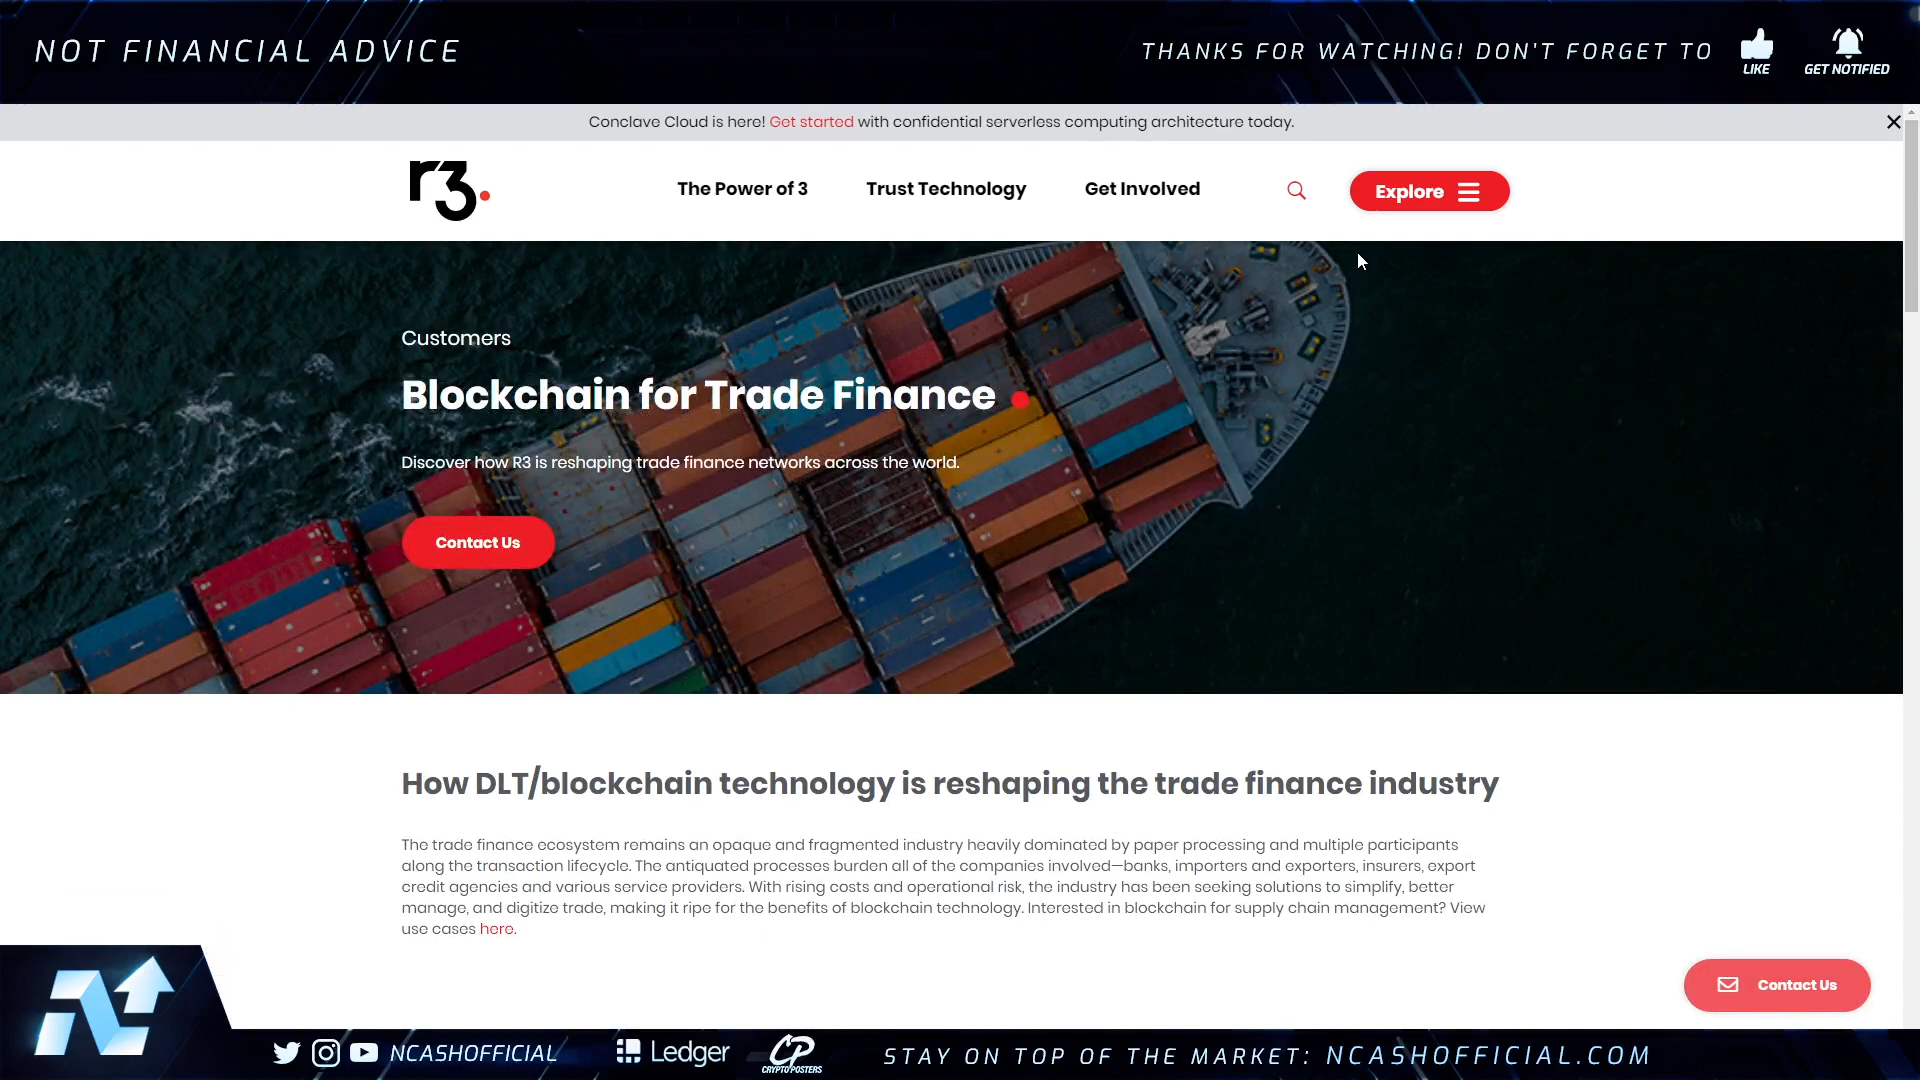 NOT FINANCIAL ADVICE
THANKS FOR WATCHING! DON'T FORGET TO
LIKE
GET NOTIFIED
Conclave Cloud is here! Get started with confidential serverless computing architecture today.
r3.
The Power of 3
Trust Technology
Get Involved
Explore
Customers
Blockchain for Trade Finance
Discover how R3 is reshaping trade finance networks across the world.
Contact Us
How DLT/blockchain technology is reshaping the trade finance industry
The trade finance ecosystem remains an opaque and fragmented industry heavily dominated by paper processing and multiple participants
along the transaction lifecycle. The antiquated processes burden all of the companies involved—banks, importers and exporters, insurers, export
credit agencies and various service providers. With rising costs and operational risk, the industry has been seeking solutions to simplify, better
manage, and digitize trade, making it ripe for the benefits of blockchain technology. Interested in blockchain for supply chain management? View
use cases here.
Contact Us
NCASHOFFICIAL
Ledger
CP
CRYPTO POSTERS
STAY ON TOP OF THE MARKET: NCASHOFFICIAL.COM